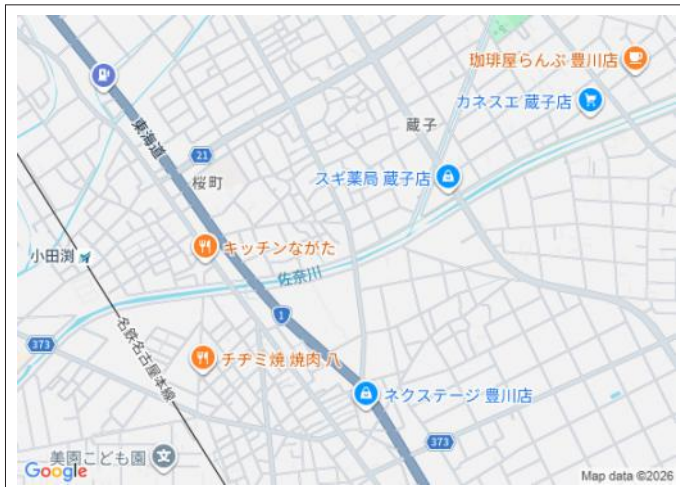 珈琲屋らんぷ 豊川店
カネスエ 蔵子店
蔵子
東海道
21
桜町
スギ薬局 蔵子店
小田渕
キッチンながた
佐奈川
1
373
名鉄名古屋本線
チヂミ焼 焼肉 八
ネクステージ 豊川店
373
美園こども園
Google
Map data ©2026